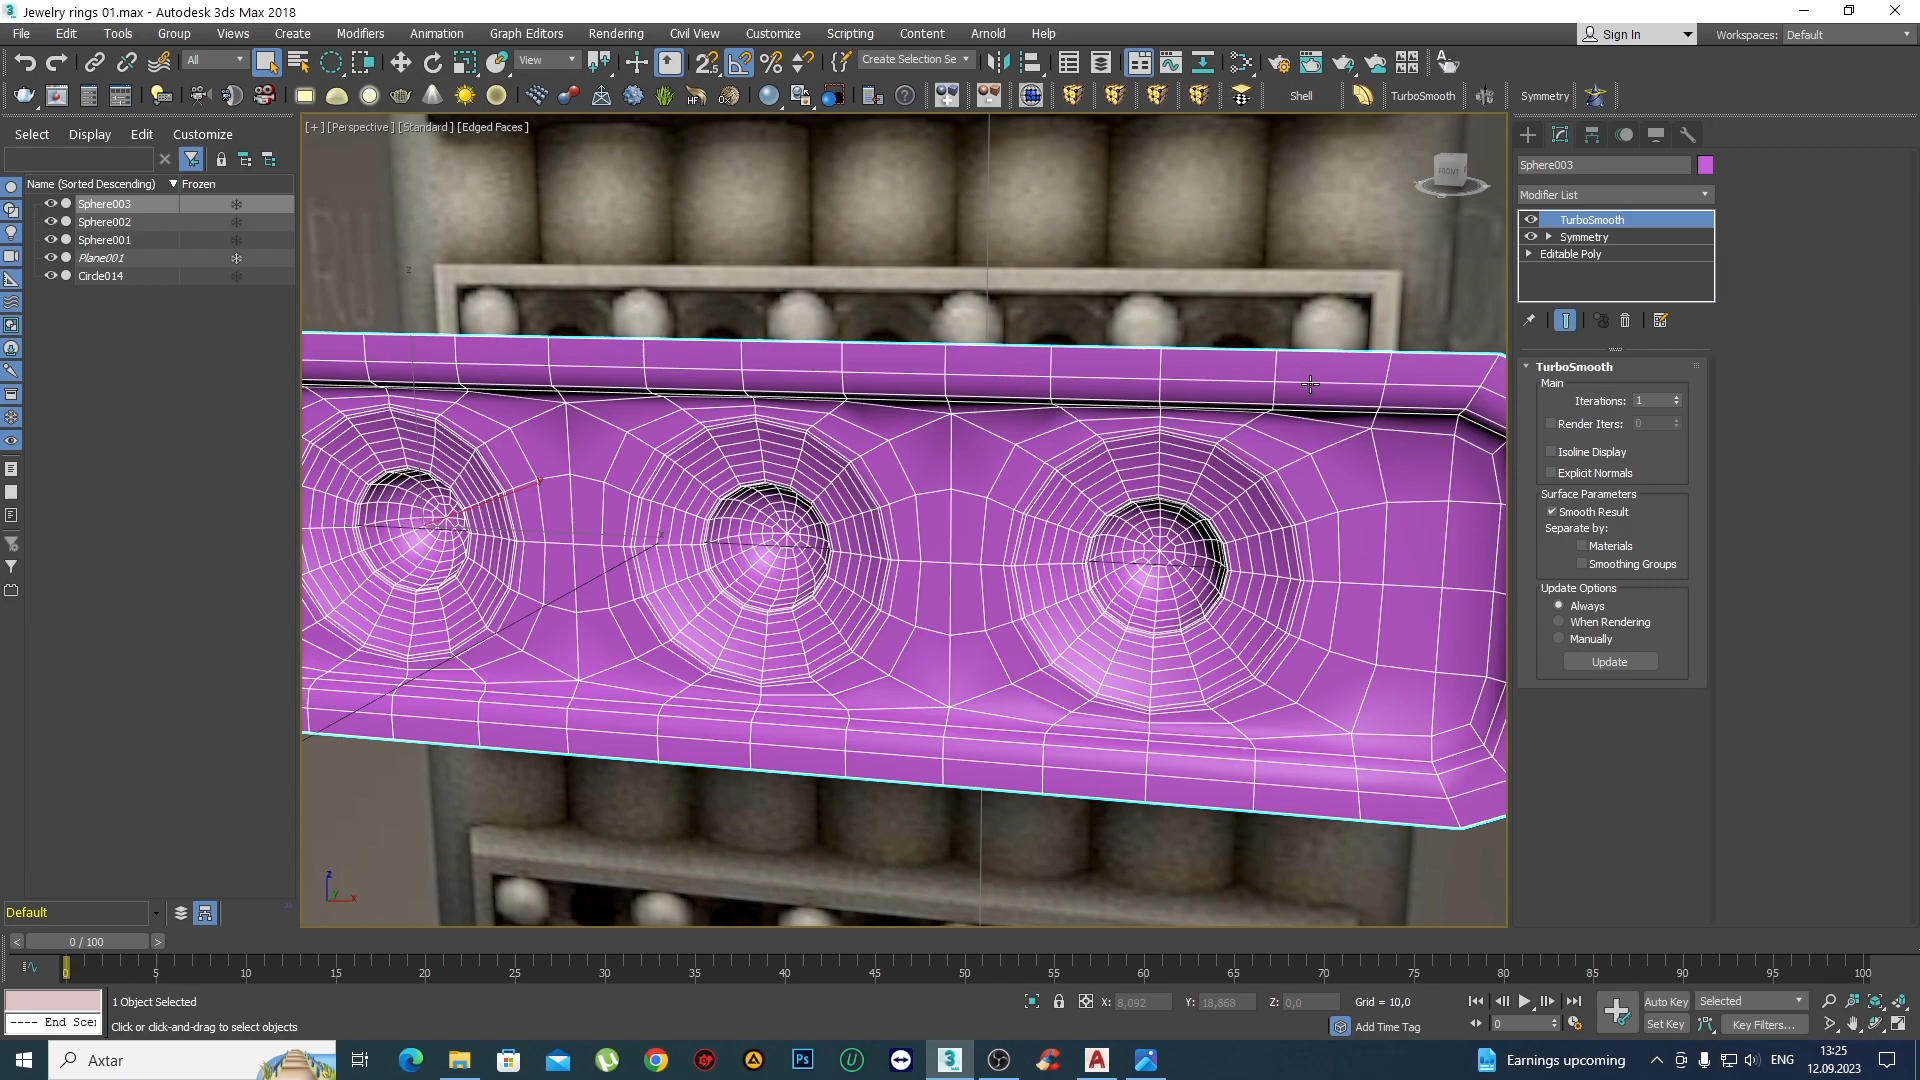 Jewelry rings 01.max - Autodesk 3ds Max 2018
File Edit Tools Group Views Create Modifiers Animation Graph Editors Rendering Civil View Customize Scripting Content Arnold Help
Sign In
Workspaces: Default
All
View
Create Selection Se
Shell
TurboSmooth
Symmetry
Select Display Edit Customize
Name (Sorted Descending) Frozen
Sphere003
Sphere002
Sphere001
Plane001
Circle014
[+] [Perspective] [Standard] [Edged Faces]
FRONT
z
x
Sphere003
Modifier List
TurboSmooth
Symmetry
Editable Poly
TurboSmooth
Main
Iterations: 1
Render Iters: 0
Isoline Display
Explicit Normals
Surface Parameters
Smooth Result
Separate by:
Materials
Smoothing Groups
Update Options
Always
When Rendering
Manually
Update
z
y
x
Default
0 / 100
0 5 10 15 20 25 30 35 40 45 50 55 60 65 70 75 80 85 90 95 100
1 Object Selected
X: 8,092 Y: 18,868 Z: 0,0 Grid = 10,0
Auto Key Selected
---- End Scer
Click or click-and-drag to select objects
Add Time Tag
0
Set Key Key Filters...
Axtar
Earnings upcoming
ENG
13:25
12.09.2023